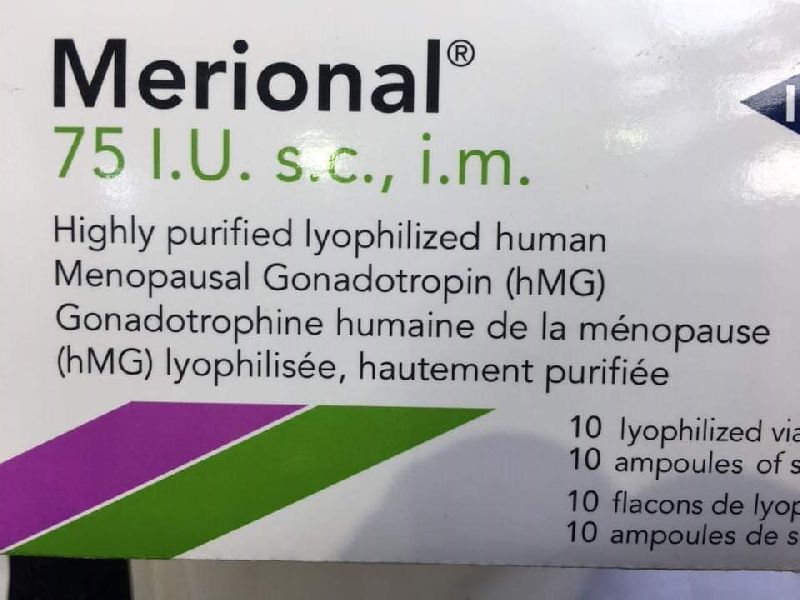 Merional®
75 I.U. s.c., i.m.
Highly purified lyophilized human
Menopausal Gonadotropin (hMG)
Gonadotrophine humaine de la ménopause
(hMG) lyophilisée, hautement purifiée
10 lyophilized
10 ampoules of
10 flacons de
10 ampoules de